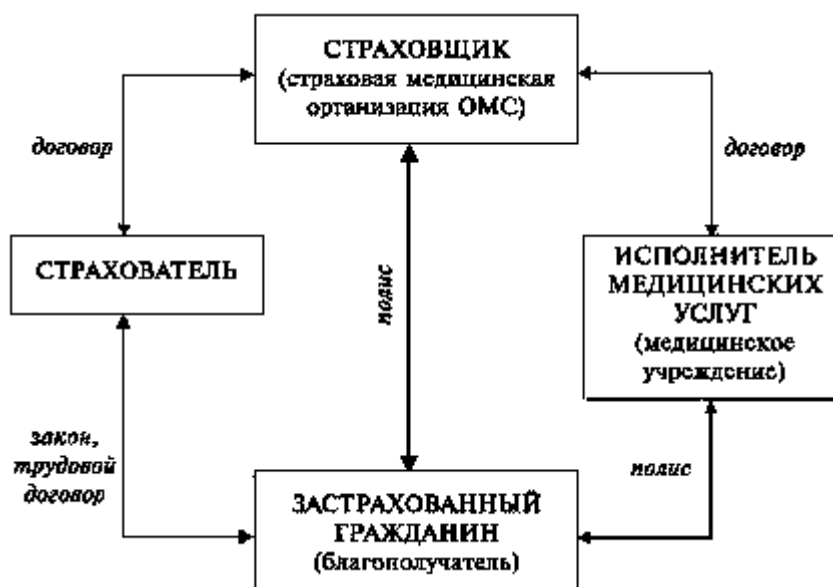 СТРАХОВЩИК
(страховая медицинская
организация ОМС)
договор
договор
СТРАХОВАТЕЛЬ
полис
ИСПОЛНИТЕЛЬ
МЕДИЦИНСКИХ
УСЛУГ
(медицинское
учреждение)
закон,
трудовой
договор
полис
ЗАСТРАХОВАННЫЙ
ГРАЖДАНИН
(благополучатель)